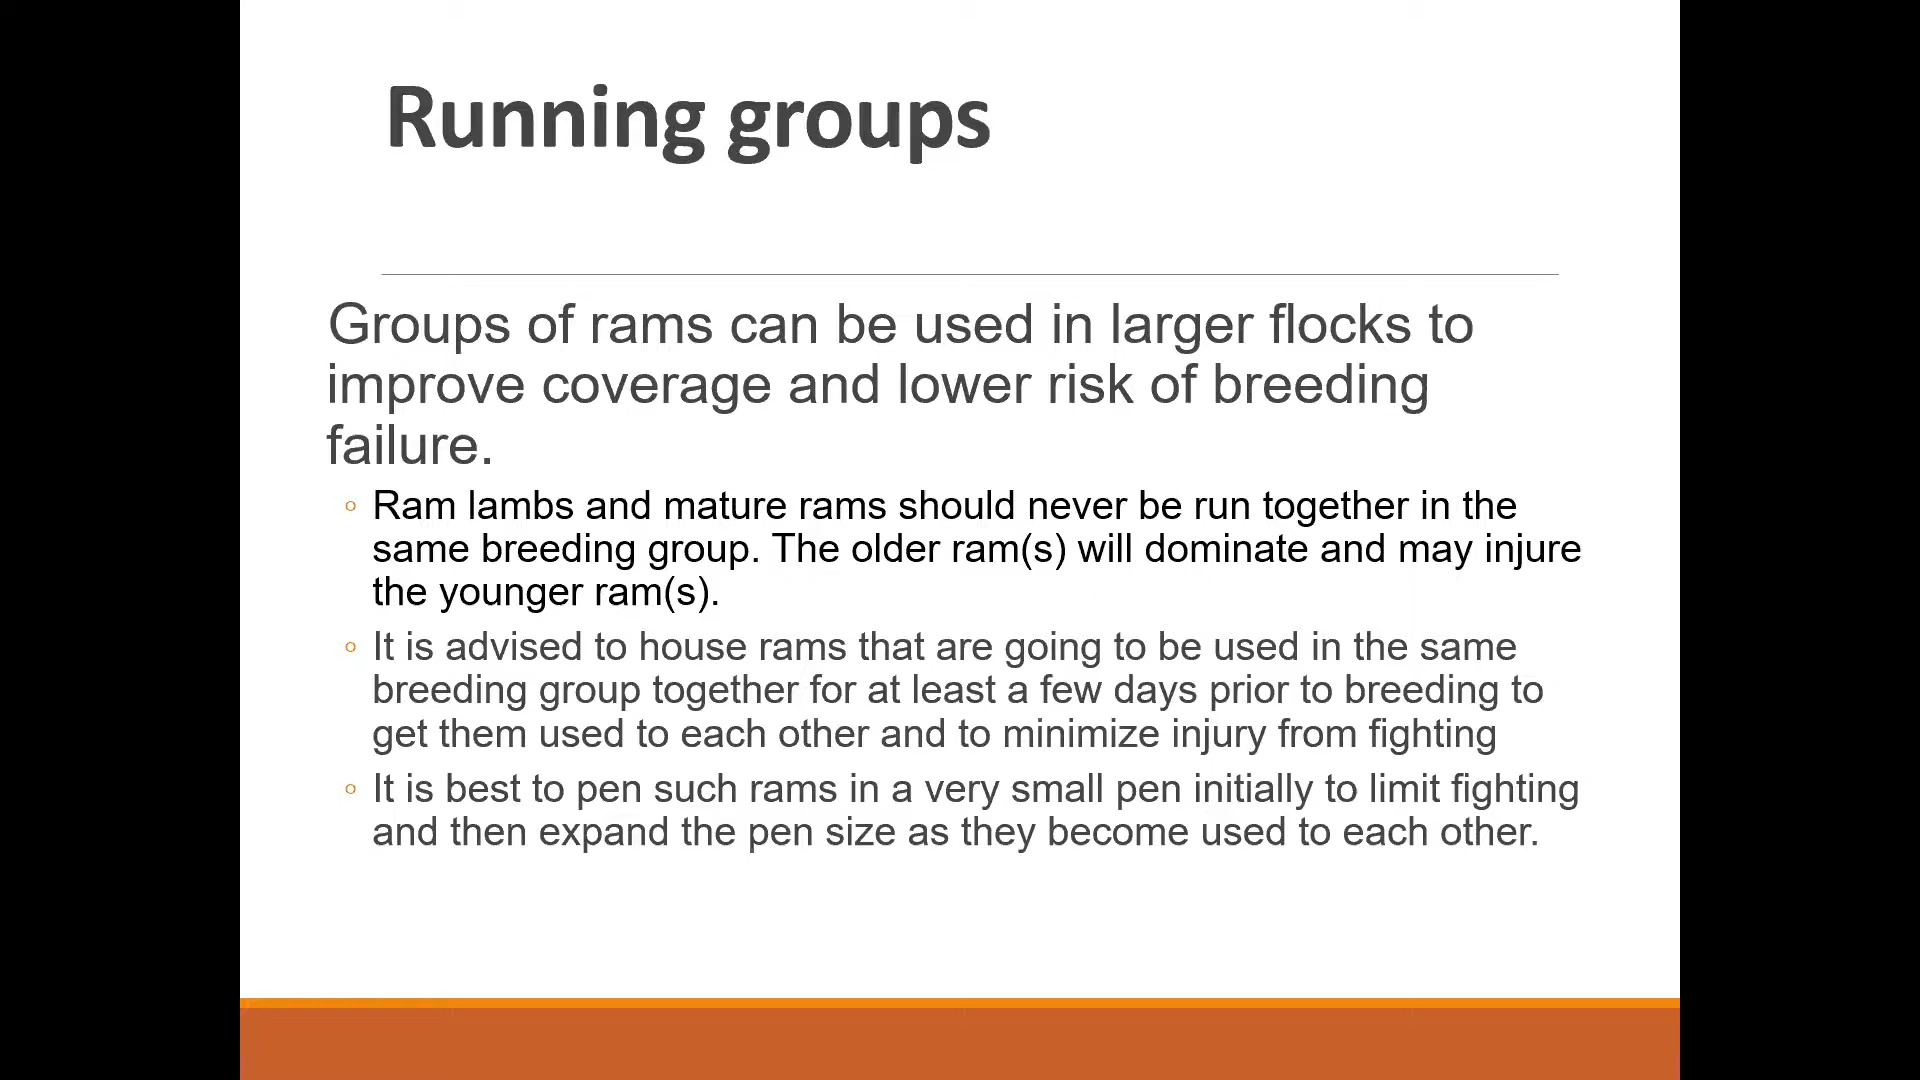 Running groups
Groups of rams can be used in larger flocks to
improve coverage and lower risk of breeding
failure.
◦ Ram lambs and mature rams should never be run together in the
same breeding group. The older ram(s) will dominate and may injure
the younger ram(s).
◦ It is advised to house rams that are going to be used in the same
breeding group together for at least a few days prior to breeding to
get them used to each other and to minimize injury from fighting
◦ It is best to pen such rams in a very small pen initially to limit fighting
and then expand the pen size as they become used to each other.